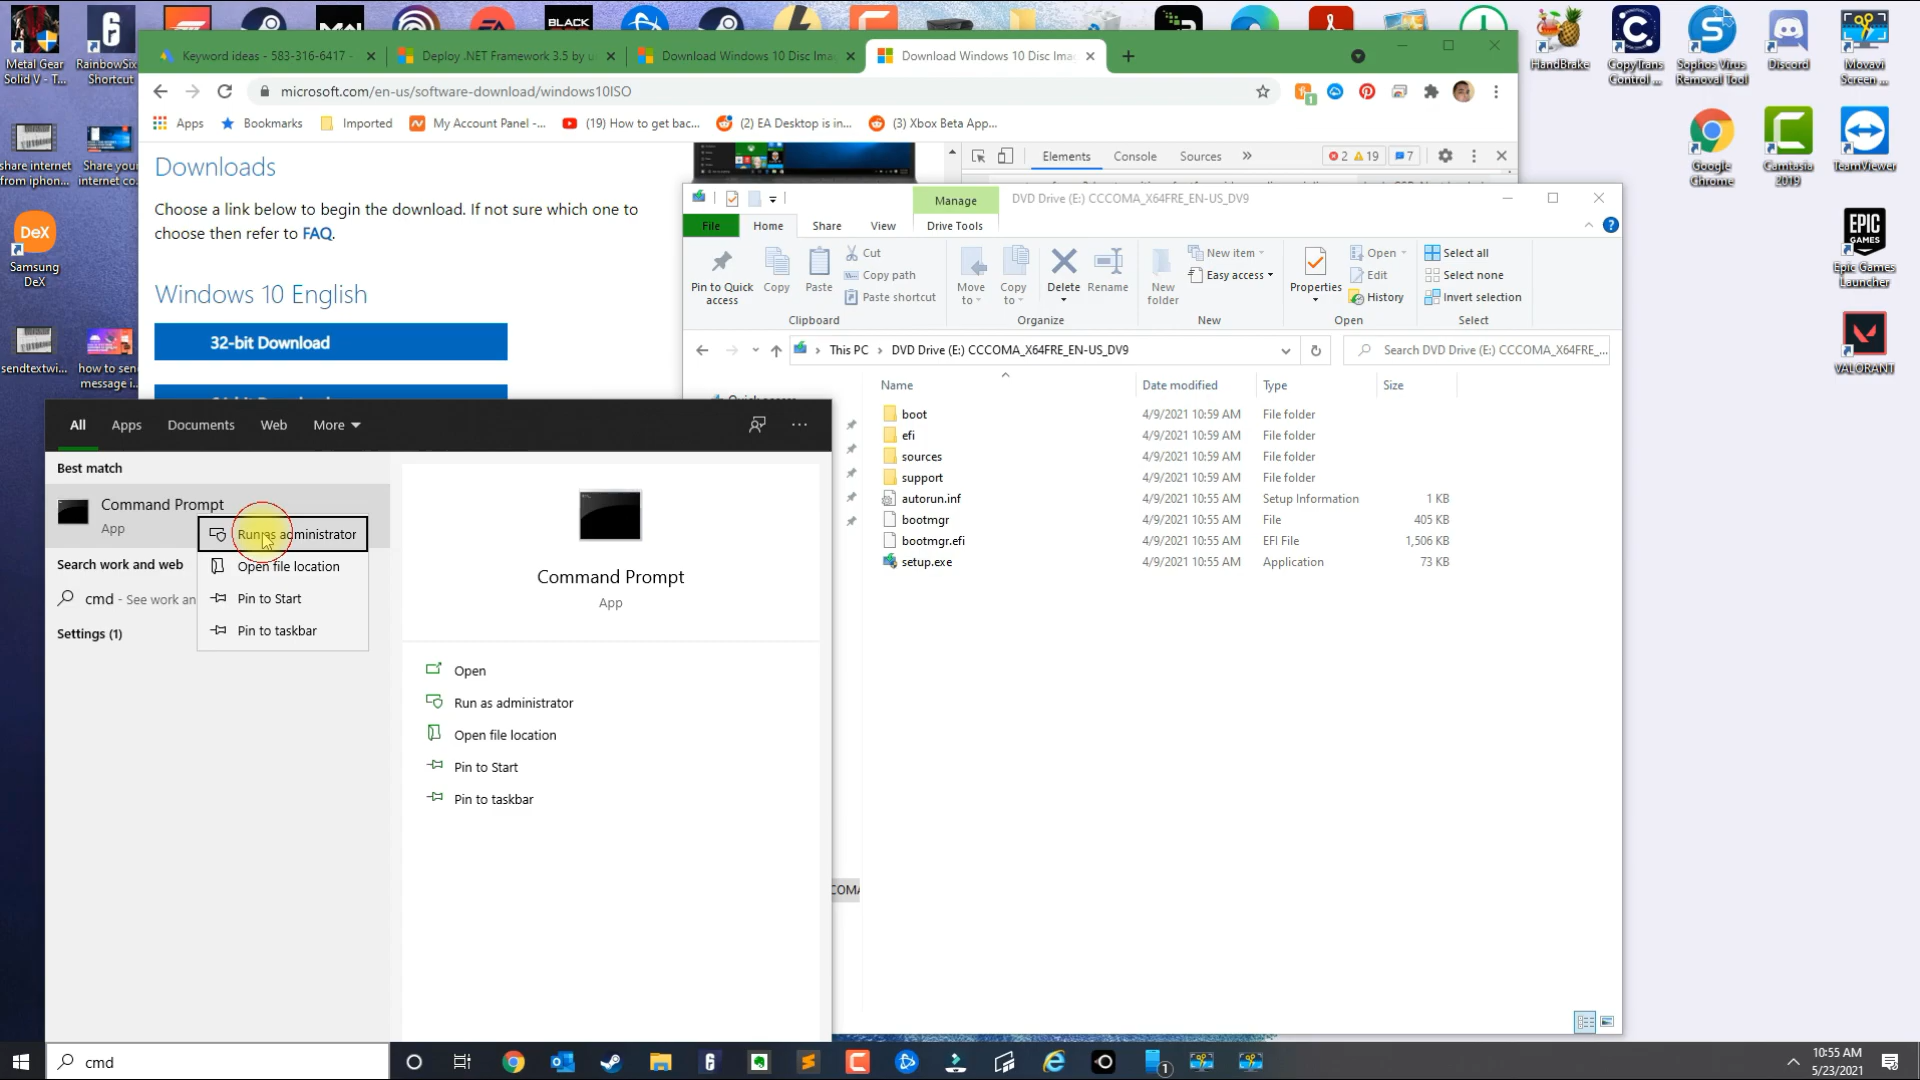 Metal Gear
Solid V - T...
RainbowSix
Shortcut
BLACK
HandBrake
CopyTrans
Control ...
Sophos Virus
Removal Tool
Discord
Movavi
Screen ...
Keyword ideas - 583-316-6417 -
Deploy .NET Framework 3.5 by u
Download Windows 10 Disc Ima
Download Windows 10 Disc Imag
microsoft.com/en-us/software-download/windows10ISO
1
Apps
Bookmarks
Imported
My Account Panel -...
(19) How to get bac...
(2) EA Desktop is in...
(3) Xbox Beta App...
share internet
from iphon...
Share your
internet co...
Google
Chrome
Camtasia
2019
TeamViewer
Downloads
Choose a link below to begin the download. If not sure which one to
choose then refer to FAQ.
Windows 10 English
32-bit Download
Elements
Console
Sources
2
19
7
DeX
Samsung
DeX
EPIC
GAMES
Epic Games
Launcher
VALORANT
sendtextwi...
how to sen
message i...
Manage
DVD Drive (E:) CCCOMA_X64FRE_EN-US_DV9
File
Home
Share
View
Drive Tools
Pin to Quick
access
Copy
Paste
Cut
Copy path
Paste shortcut
Clipboard
Move
to
Copy
to
Delete
Rename
Organize
New
folder
New item
Easy access
New
Properties
Open
Edit
History
Open
Select all
Select none
Invert selection
Select
This PC
DVD Drive (E:) CCCOMA_X64FRE_EN-US_DV9
Search DVD Drive (E:) CCCOMA_X64FRE_...
Name
Date modified
Type
Size
boot
4/9/2021 10:59 AM
File folder
efi
4/9/2021 10:59 AM
File folder
sources
4/9/2021 10:59 AM
File folder
support
4/9/2021 10:59 AM
File folder
autorun.inf
4/9/2021 10:55 AM
Setup Information
1 KB
bootmgr
4/9/2021 10:55 AM
File
405 KB
bootmgr.efi
4/9/2021 10:55 AM
EFI File
1,506 KB
setup.exe
4/9/2021 10:55 AM
Application
73 KB
All
Apps
Documents
Web
More
Best match
Command Prompt
App
Run as administrator
Open file location
Pin to Start
Pin to taskbar
Search work and web
cmd - See work an
Settings (1)
Command Prompt
App
Open
Run as administrator
Open file location
Pin to Start
Pin to taskbar
COMA
cmd
1
10:55 AM
5/23/2021